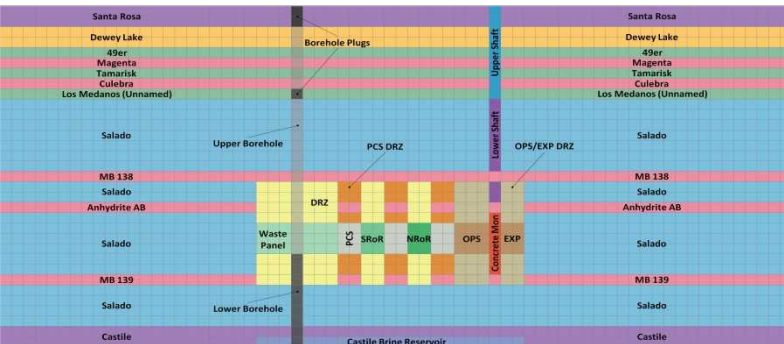 Santa Rosa
Santa Rosa
Dewey Lake
Dewey Lake
Borehole Plugs
Upper Shaft
49er
49er
Magenta
Magenta
Tamarisk
Tamarisk
Culebra
Culebra
Los Medanos (Unnamed)
Los Medanos (Unnamed)
Salado
Upper Borehole
PCS DRZ
Lower Shaft
OPS/EXP DRZ
Salado
MB 138
MB 138
Salado
Salado
DRZ
Anhydrite AB
Anhydrite AB
Salado
Waste
Panel
PCS
SRoR
NRoR
OPS
Concrete Mon
EXP
Salado
MB 139
MB 139
Salado
Lower Borehole
Salado
Castile
Castile Brine Reservoir
Castile